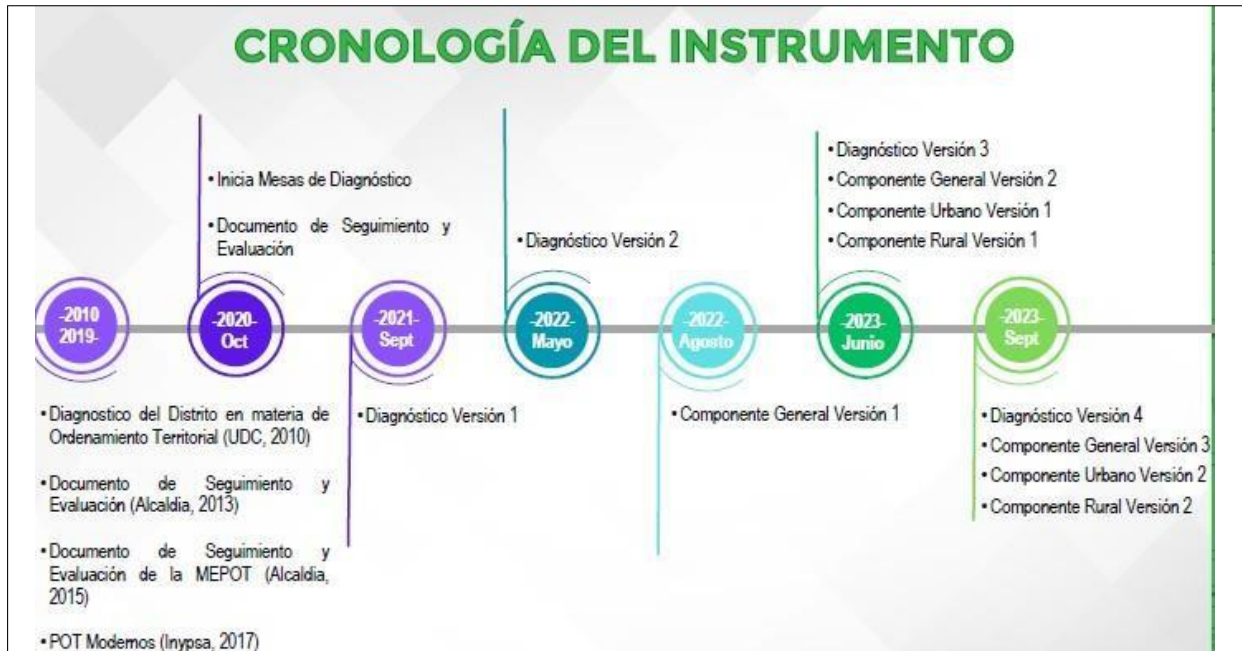 CRONOLOGÍA DEL INSTRUMENTO
-2010
2019-
• Diagnostico del Distrito en materia de
Ordenamiento Territorial (UDC, 2010)
• Documento de Seguimiento y
Evaluación (Alcaldia, 2013)
• Documento de Seguimiento y
Evaluación de la MEPOT (Alcaldia,
2015)
• POT Modernos (Inypsa, 2017)
-2020-
Oct
• Inicia Mesas de Diagnóstico
• Documento de Seguimiento y
Evaluación
-2021-
Sept
• Diagnóstico Versión 1
-2022-
Mayo
• Diagnóstico Versión 2
-2022-
Agosto
• Componente General Versión 1
-2023-
Junio
• Diagnóstico Versión 3
• Componente General Versión 2
• Componente Urbano Versión 1
• Componente Rural Versión 1
-2023-
Sept
• Diagnóstico Versión 4
• Componente General Versión 3
• Componente Urbano Versión 2
• Componente Rural Versión 2